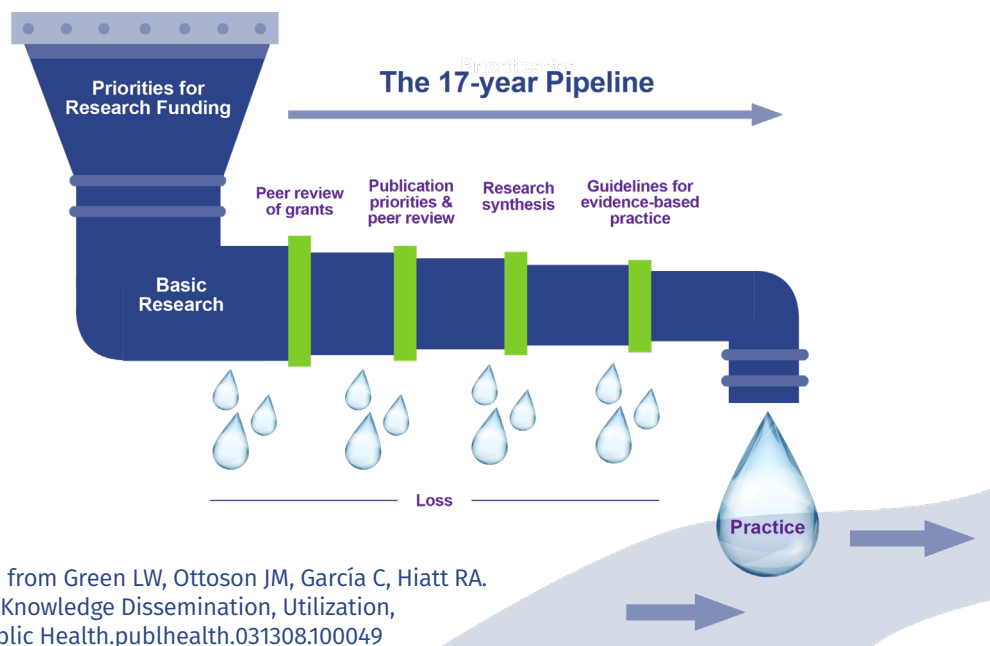 Priorities for
Research Funding
Priorities for
The 17-year Pipeline
Peer review
of grants
Publication
priorities &
peer review
Research
synthesis
Guidelines for
evidence-based
practice
Basic
Research
Loss
Practice
from Green LW, Ottoson JM, García C, Hiatt RA.
Knowledge Dissemination, Utilization,
blic Health.publhealth.031308.100049